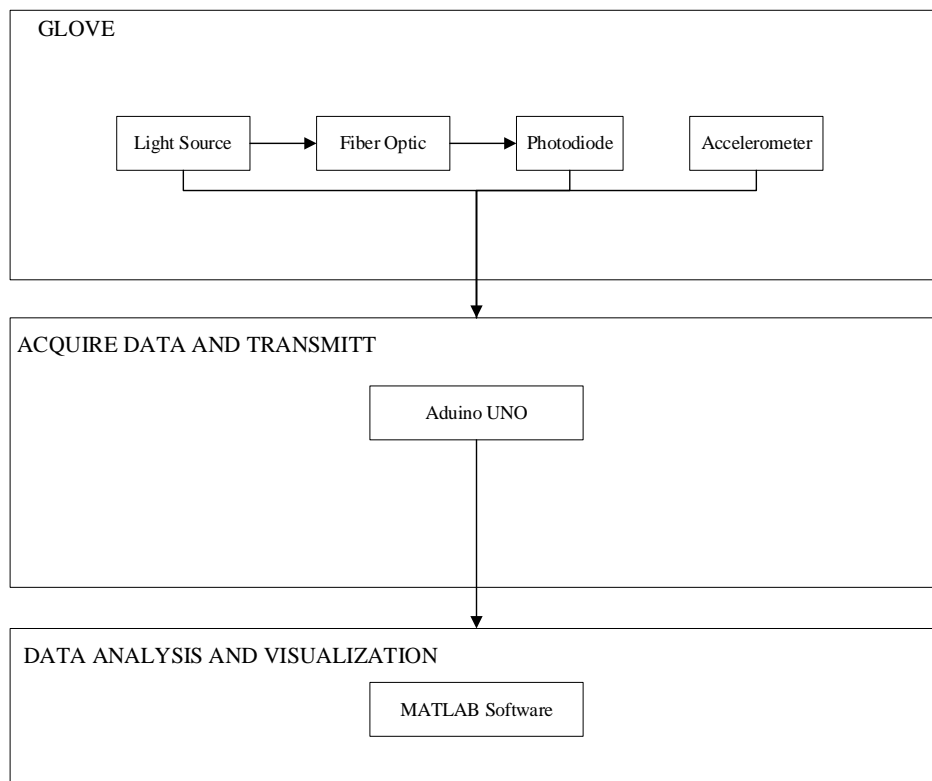 GLOVE
Light Source
Fiber Optic
Photodiode
Accelerometer
ACQUIRE DATA AND TRANSMITT
Aduino UNO
DATA ANALYSIS AND VISUALIZATION
MATLAB Software